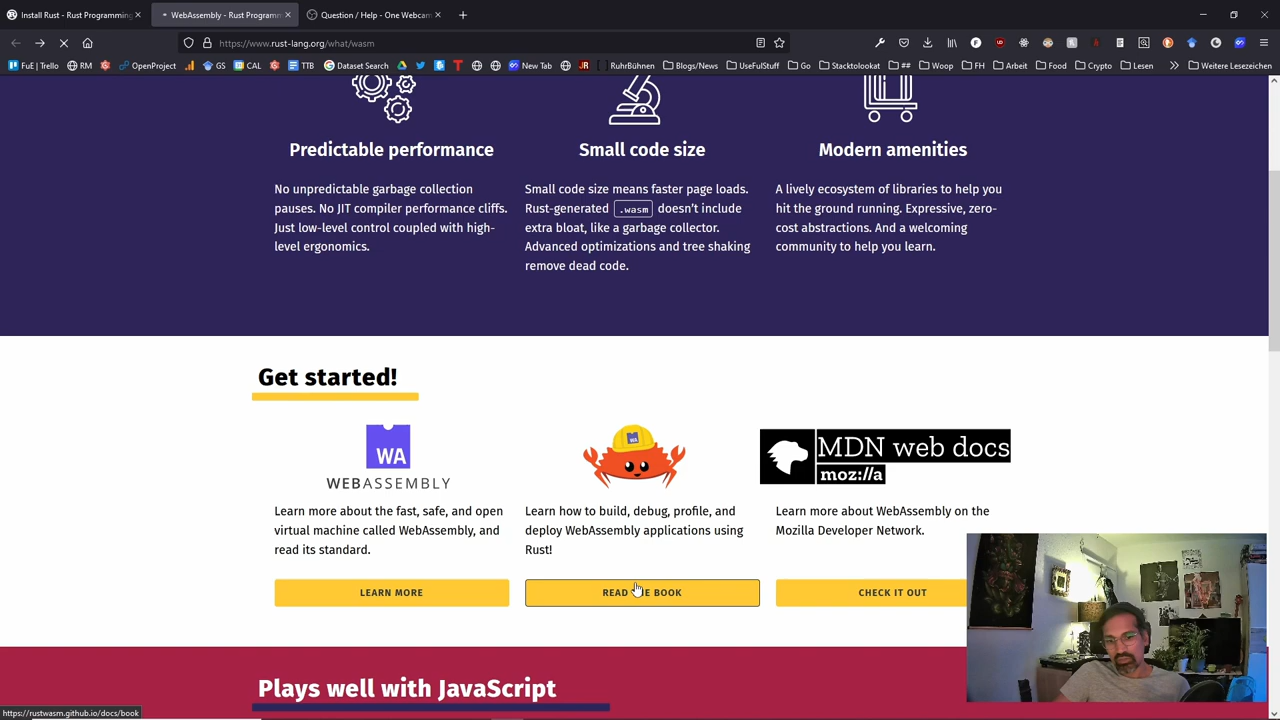 Install Rust - Rust Programming
WebAssembly - Rust Programm
Question / Help - One Webcam
https://www.rust-lang.org/what/wasm
FuE | Trello
RM
CAL
OpenProject
GS
TTB
Dataset Search
New Tab
RuhrBühnen
Blogs/News
UseFulStuff
Go
Stacktolookat
##
Woop
FH
Arbeit
Food
Crypto
Lesen
Weitere Lesezeichen
Predictable performance
No unpredictable garbage collection
pauses. No JIT compiler performance cliffs.
Just low-level control coupled with high-
level ergonomics.
Small code size
Small code size means faster page loads.
Rust-generated .wasm doesn’t include
extra bloat, like a garbage collector.
Advanced optimizations and tree shaking
remove dead code.
Modern amenities
A lively ecosystem of libraries to help you
hit the ground running. Expressive, zero-
cost abstractions. And a welcoming
community to help you learn.
Get started!
WA
WEBASSEMBLY
Learn more about the fast, safe, and open
virtual machine called WebAssembly, and
read its standard.
LEARN MORE
WA
Learn how to build, debug, profile, and
deploy WebAssembly applications using
Rust!
READ THE BOOK
MDN web docs
moz://a
Learn more about WebAssembly on the
Mozilla Developer Network.
CHECK IT OUT
Plays well with JavaScript
https://rustwasm.github.io/docs/book